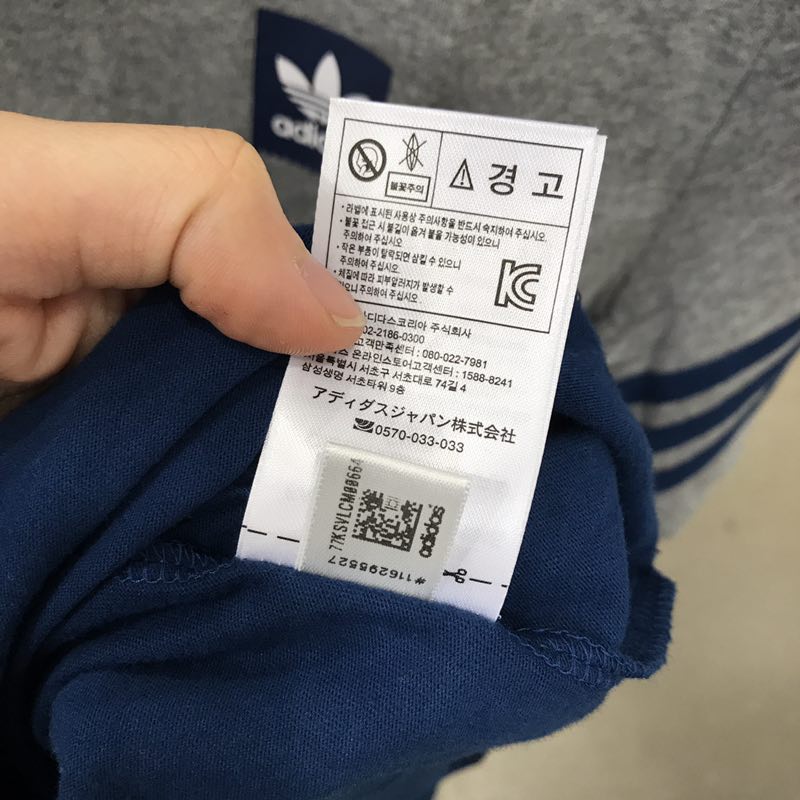 불꽃주의
경 고
• 라벨에 표시된 사용상 주의사항을 반드시 숙지하여 주십시오.
• 불꽃 접근 시 불길이 옮겨 붙을 가능성이 있으니
주의하여 주십시오.
• 작은 부품이 탈락되면 삼킬 수 있으니
주의하여 주십시오.
체질에 따라 피부알러지가 발생할 수
있으니 주의하여 주십시오.
디다스코리아 주식회사
02-2186-0300
고객만족센터 : 080-022-7981
온라인스토어고객센터 : 1588-8241
서울특별시 서초구 서초대로 74길 4
삼성생명 서초타워 9층
アディダスジャパン株式会社
0570-033-033
77KSVLCM00664
adidas
#116295527